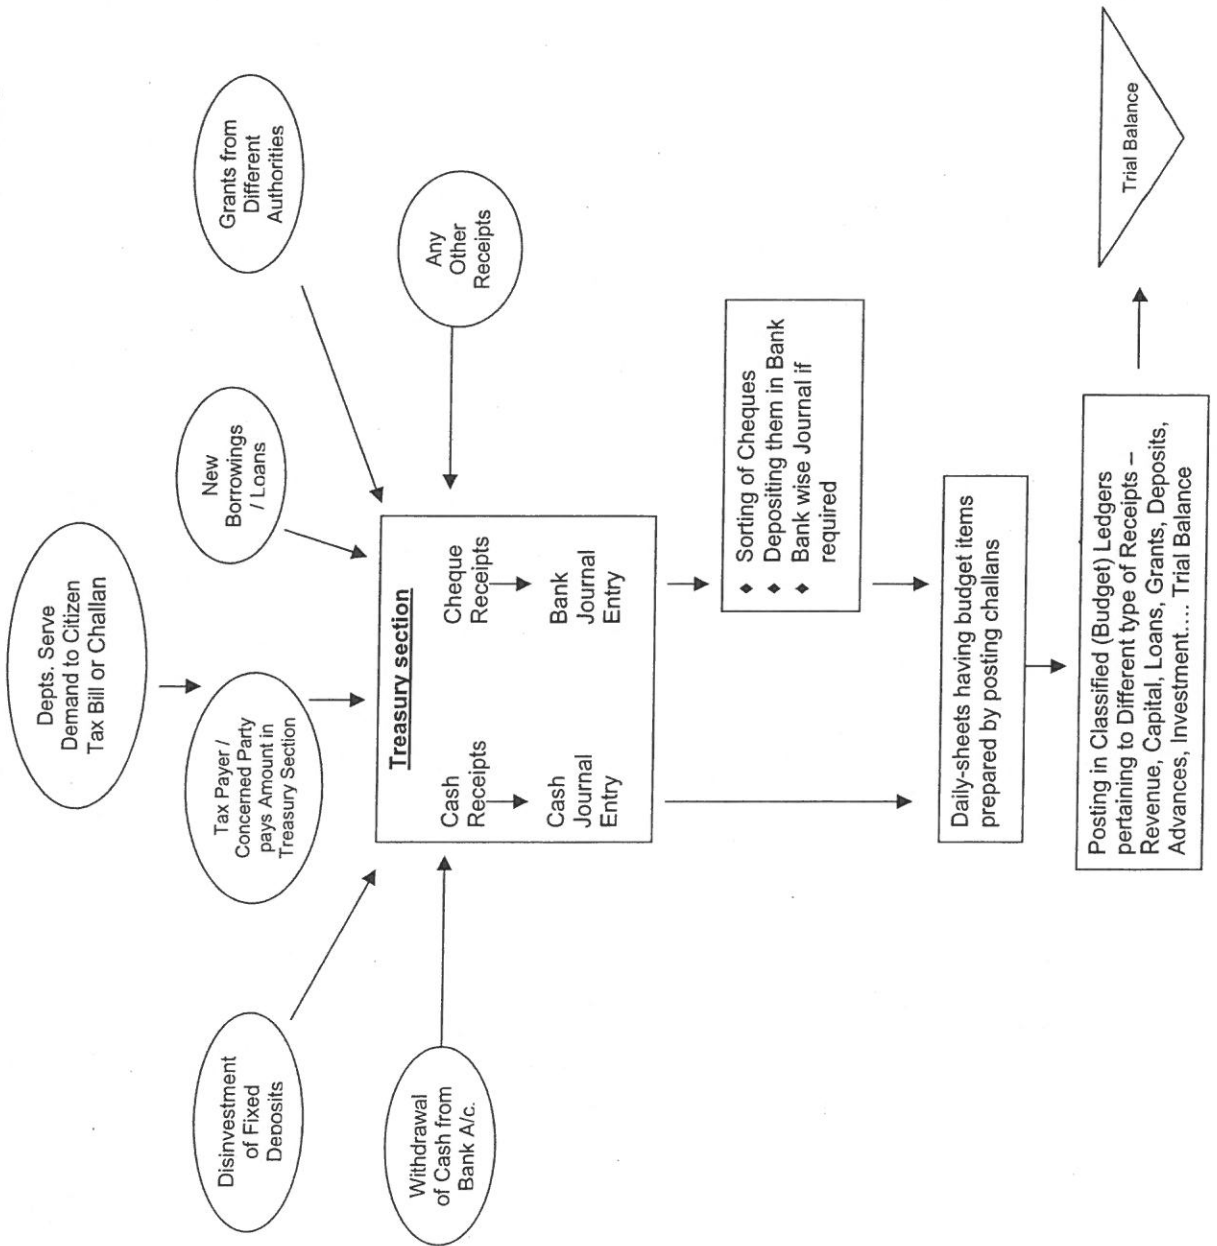 Depts. Serve
Demand to Citizen
Tax Bill or Challan
Disinvestment
of Fixed
Deposits
Tax Payer /
Concerned Party
pays Amount in
Treasury Section
New
Borrowings
/ Loans
Grants from
Different
Authorities
Withdrawal
of Cash from
Bank A/c.
Any
Other
Receipts
Treasury section
Cash
Receipts
Cheque
Receipts
Cash
Journal
Entry
Bank
Journal
Entry
♦ Sorting of Cheques
♦ Depositing them in Bank
♦ Bank wise Journal if
required
Daily-sheets having budget items
prepared by posting challans
Posting in Classified (Budget) Ledgers
pertaining to Different type of Receipts –
Revenue, Capital, Loans, Grants, Deposits,
Advances, Investment.... Trial Balance
Trial Balance